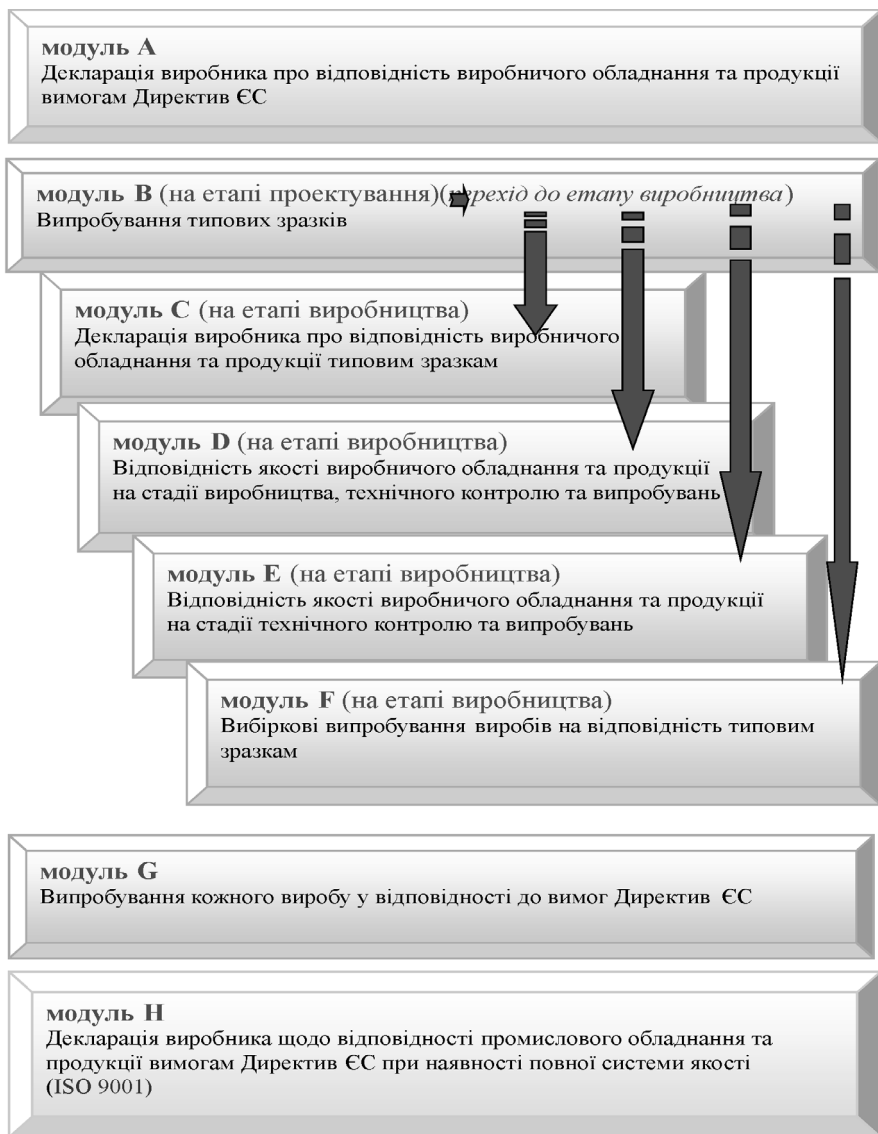 модуль A
Декларація виробника про відповідність виробничого обладнання та продукції
вимогам Директив ЄС
модуль B (на етапі проектування)( до етапу виробництва)
Випробування типових зразків
модуль C (на етапі виробництва)
Декларація виробника про відповідність виробничого
обладнання та продукції типовим зразкам
модуль D (на етапі виробництва)
Відповідність якості виробничого обладнання та продукції
на стадії виробництва, технічного контролю та випробувань
модуль E (на етапі виробництва)
Відповідність якості виробничого обладнання та продукції
на стадії технічного контролю та випробувань
модуль F (на етапі виробництва)
Вибіркові випробування виробів на відповідність типовим
зразкам
модуль G
Випробування кожного виробу у відповідності до вимог Директив ЄС
модуль H
Декларація виробника щодо відповідності промислового обладнання та
продукції вимогам Директив ЄС при наявності повної системи якості
(ISO 9001)